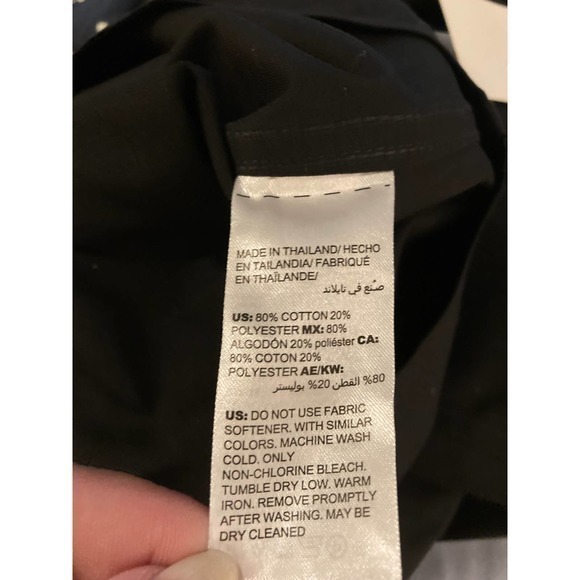 MADE IN THAILAND/ HECHO
EN TAILANDIA/ FABRIQUÉ
EN THAÏLANDE/
صنع في تايلاند
US: 80% COTTON 20%
POLYESTER MX: 80%
ALGODÓN 20% poliéster CA:
80% COTON 20%
POLYESTER AE/KW:
80% القطن 20% بوليستر
US: DO NOT USE FABRIC
SOFTENER. WITH SIMILAR
COLORS. MACHINE WASH
COLD. ONLY
NON-CHLORINE BLEACH.
TUMBLE DRY LOW. WARM
IRON. REMOVE PROMPTLY
AFTER WASHING. MAY BE
DRY CLEANED